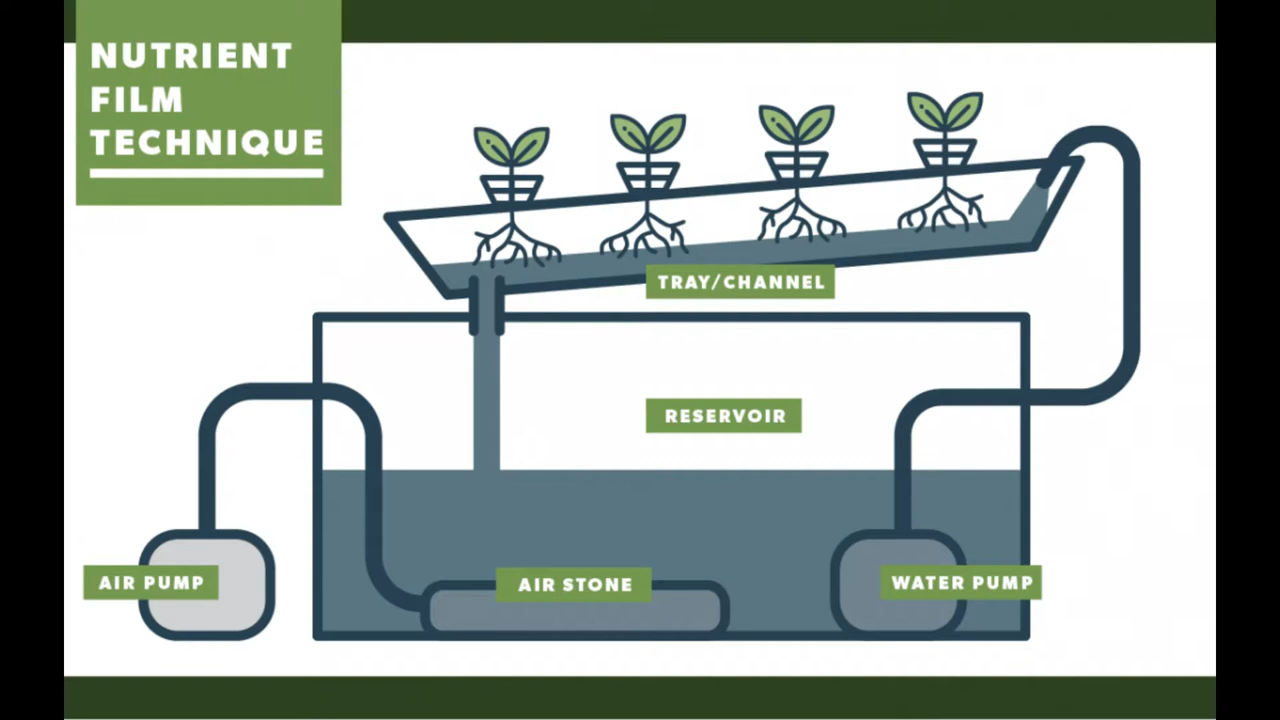 NUTRIENT
FILM
TECHNIQUE
TRAY/CHANNEL
RESERVOIR
AIR PUMP
AIR STONE
WATER PUMP